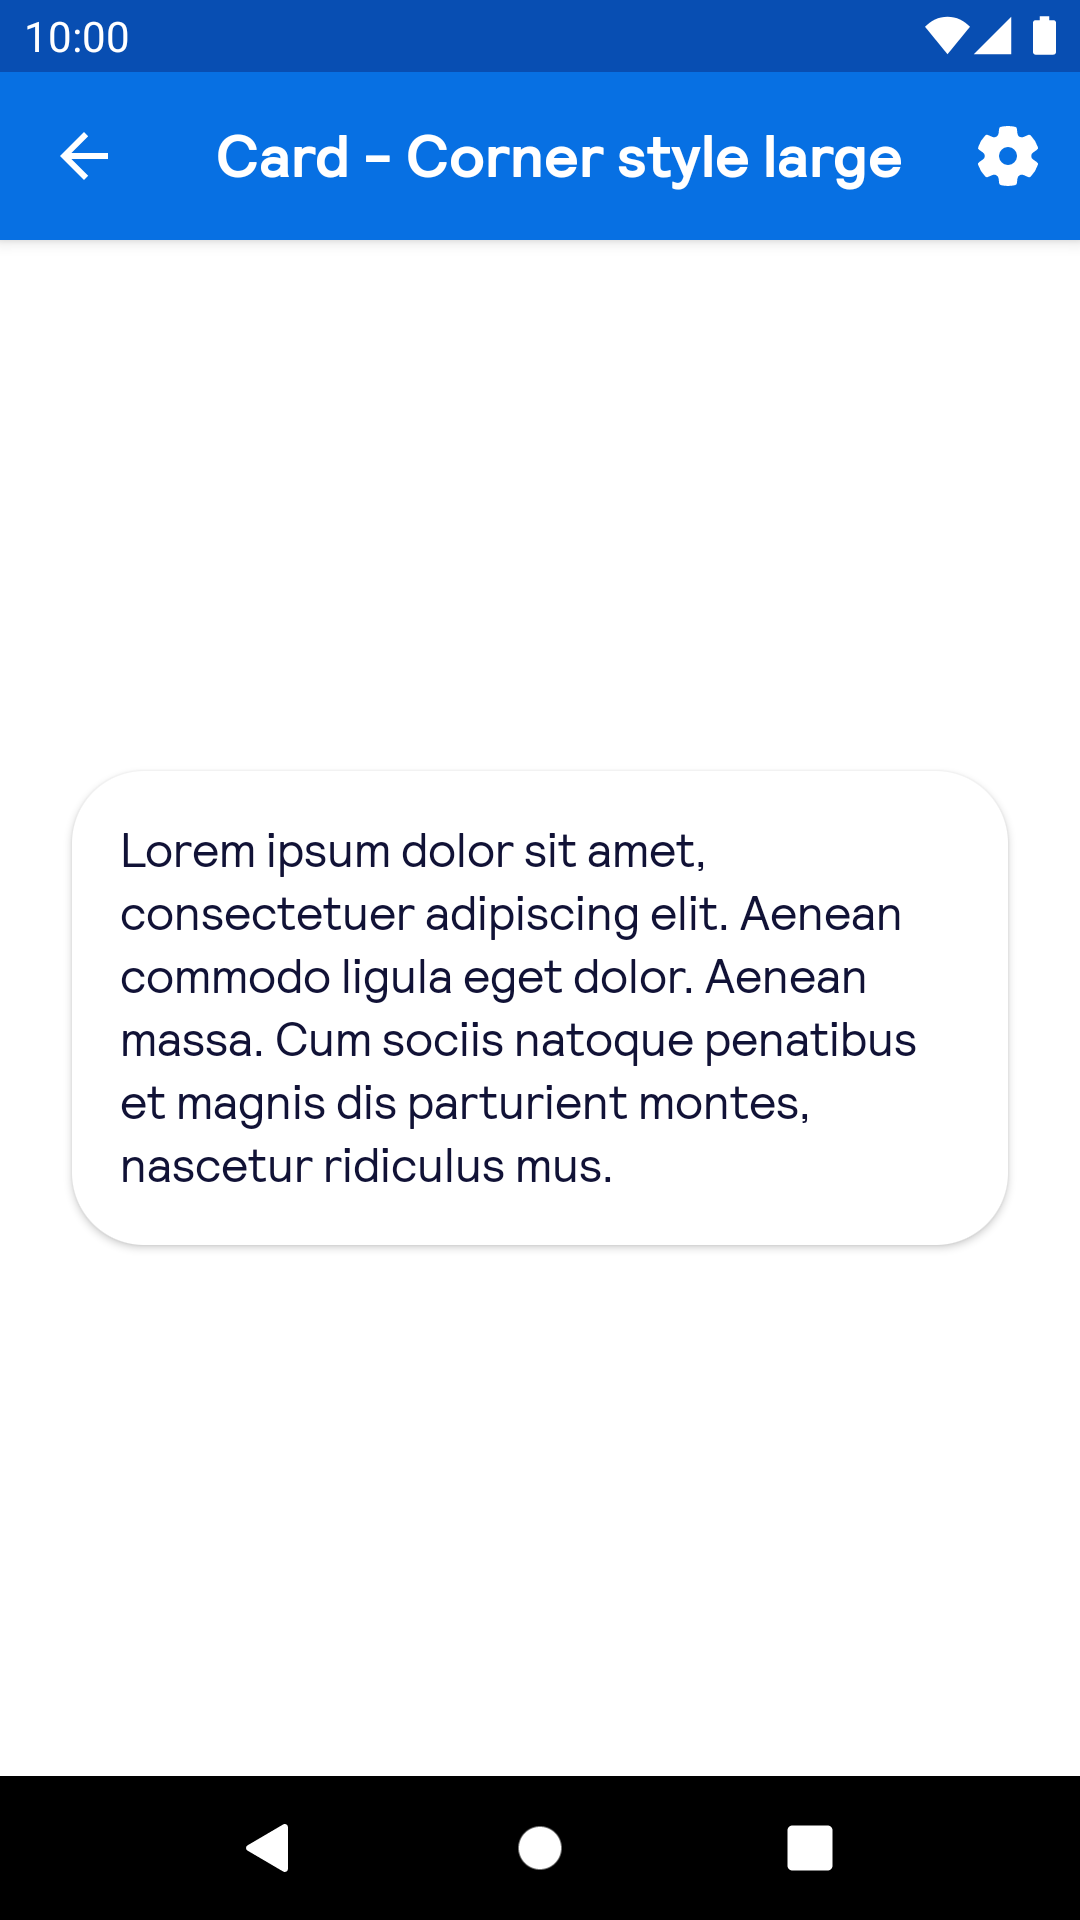 10:00
Card - Corner style large
Lorem ipsum dolor sit amet,
consectetuer adipiscing elit. Aenean
commodo ligula eget dolor. Aenean
massa. Cum sociis natoque penatibus
et magnis dis parturient montes,
nascetur ridiculus mus.